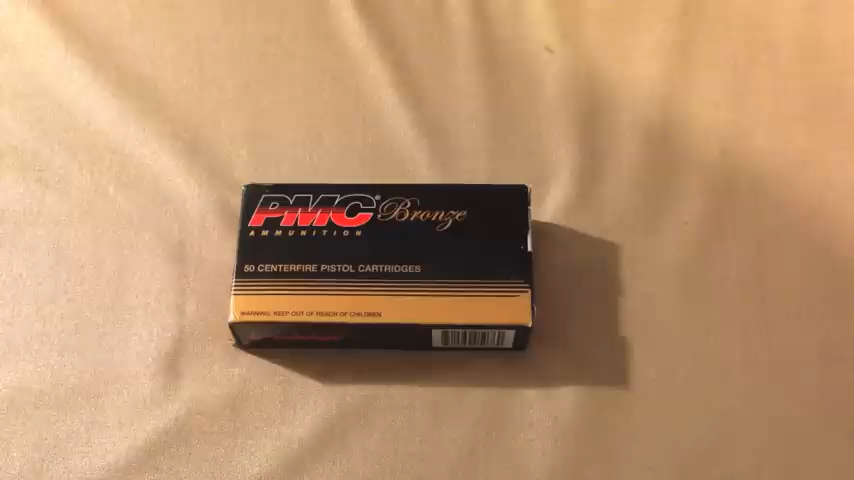 PMC® Bronze
AMMUNITION
50 CENTERFIRE PISTOL CARTRIDGES
WARNING: KEEP OUT OF REACH OF CHILDREN